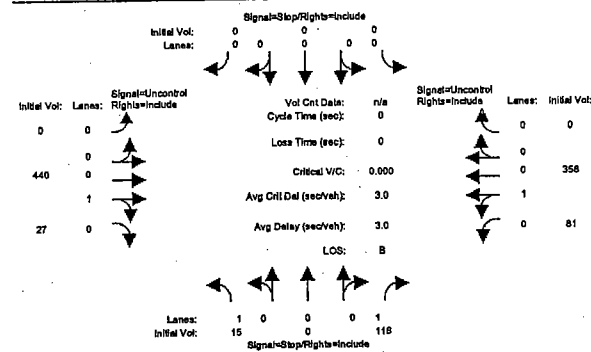 Signal=Stop/Rights=Include
Initial Vol: 0 0 0
Lanes: 0 0 0 0 0
Signal=Uncontrol
Rights=Include
Initial Vol: Lanes:
0 0
0
440 0
1
27 0
Vol Cnt Date: n/a
Cycle Time (sec): 0
Loss Time (sec): 0
Critical V/C: 0.000
Avg Crit Del (sec/veh): 3.0
Avg Delay (sec/veh): 3.0
LOS: B
Signal=Uncontrol
Rights=Include
Lanes: Initial Vol:
0 0
0
0 358
1
0 81
Lanes: 1 0 0 0 1
Initial Vol: 15 0 118
Signal=Stop/Rights=Include